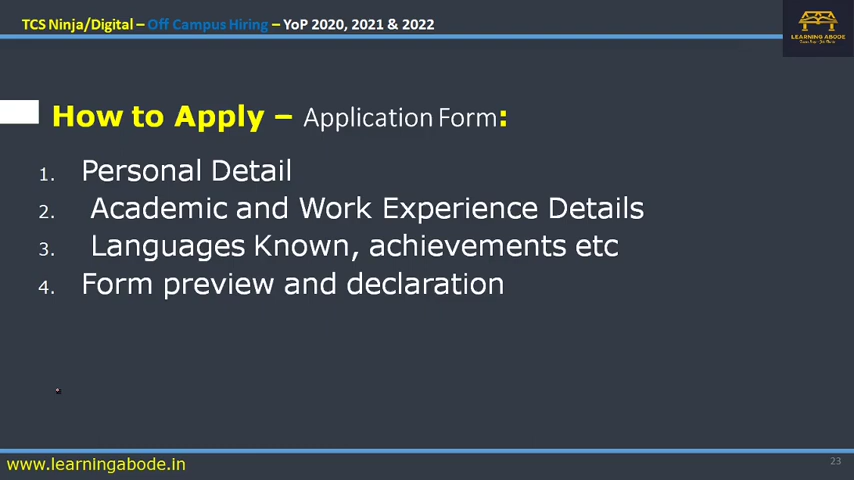 TCS Ninja/Digital – Off Campus Hiring – YoP 2020, 2021 & 2022
LEARNING ABODE
How to Apply – Application Form:
1. Personal Detail
2. Academic and Work Experience Details
3. Languages Known, achievements etc
4. Form preview and declaration
www.learningabode.in
23